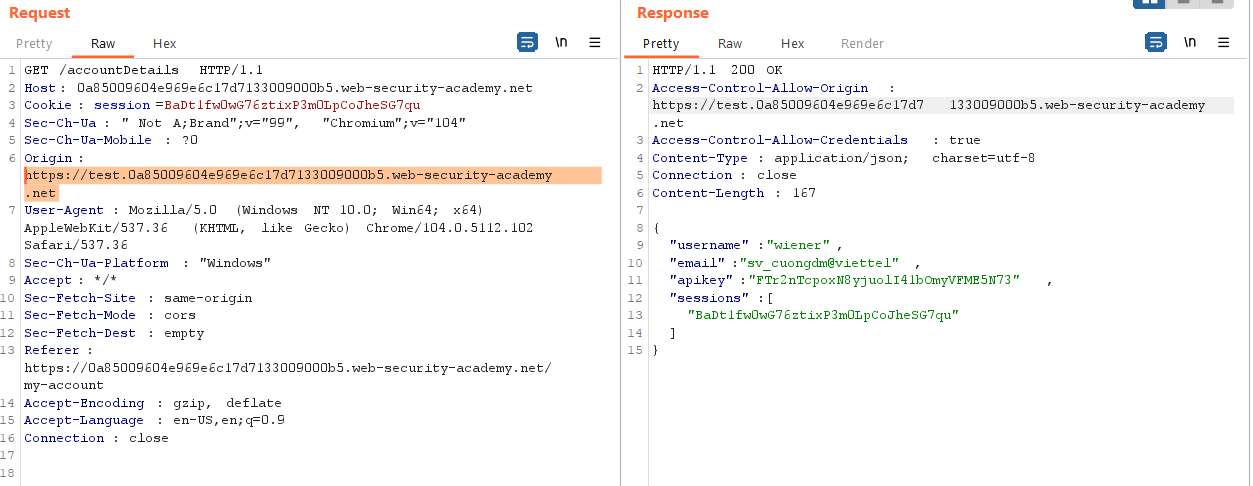 Request
Pretty Raw Hex \n
1 GET /accountDetails HTTP/1.1
2 Host: 0a85009604e969e6c17d7133009000b5.web-security-academy.net
3 Cookie: session=BaDt1fwOwG76ztixP3mOLpCoJheSG7qu
4 Sec-Ch-Ua: " Not A;Brand";v="99", "Chromium";v="104"
5 Sec-Ch-Ua-Mobile: ?0
6 Origin:
https://test.0a85009604e969e6c17d7133009000b5.web-security-academy
.net
7 User-Agent: Mozilla/5.0 (Windows NT 10.0; Win64; x64)
AppleWebKit/537.36 (KHTML, like Gecko) Chrome/104.0.5112.102
Safari/537.36
8 Sec-Ch-Ua-Platform: "Windows"
9 Accept: */*
10 Sec-Fetch-Site: same-origin
11 Sec-Fetch-Mode: cors
12 Sec-Fetch-Dest: empty
13 Referer:
https://0a85009604e969e6c17d7133009000b5.web-security-academy.net/
my-account
14 Accept-Encoding: gzip, deflate
15 Accept-Language: en-US,en;q=0.9
16 Connection: close
17
18
Response
Pretty Raw Hex Render \n
1 HTTP/1.1 200 OK
2 Access-Control-Allow-Origin:
https://test.0a85009604e969e6c17d7133009000b5.web-security-academy
.net
3 Access-Control-Allow-Credentials: true
4 Content-Type: application/json; charset=utf-8
5 Connection: close
6 Content-Length: 167
7
8 {
9 "username":"wiener",
10 "email":"sv_cuongdm@viettel",
11 "apikey":"FTr2nTcpoxN8yjuolI41bOmyVFME5N73",
12 "sessions":[
13 "BaDt1fwOwG76ztixP3mOLpCoJheSG7qu"
14 ]
15 }